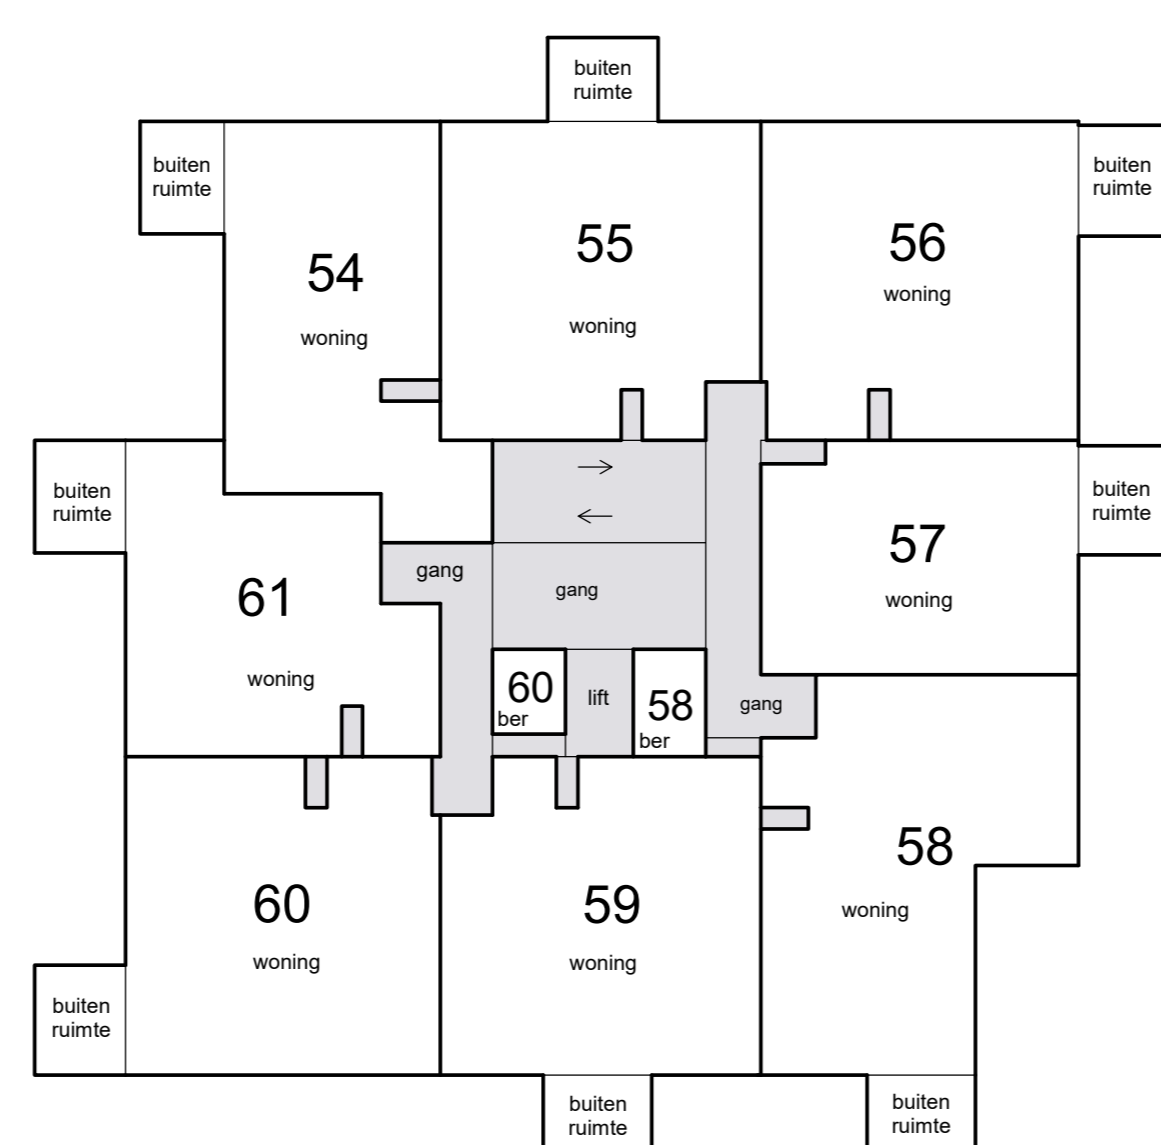 buiten
ruimte
buiten
ruimte
54
woning
55
woning
56
woning
buiten
ruimte
buiten
ruimte
61
woning
gang
gang
57
woning
buiten
ruimte
60
ber
lift
58
ber
gang
60
woning
59
woning
58
woning
buiten
ruimte
buiten
ruimte
buiten
ruimte